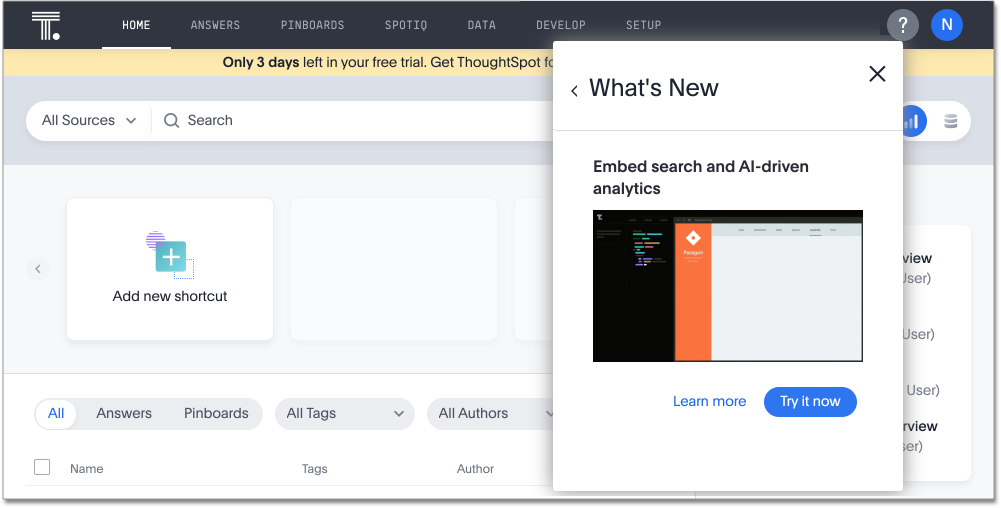 HOME ANSWERS PINBOARDS SPOTIQ DATA DEVELOP SETUP ? N
Only 3 days left in your free trial. Get ThoughtSpot fo
What's New
All Sources Search
Embed search and AI-driven
analytics
Paragon
Add new shortcut
view
User)
User)
User)
rview
ser)
Learn more Try it now
All Answers Pinboards All Tags All Authors
Name Tags Author